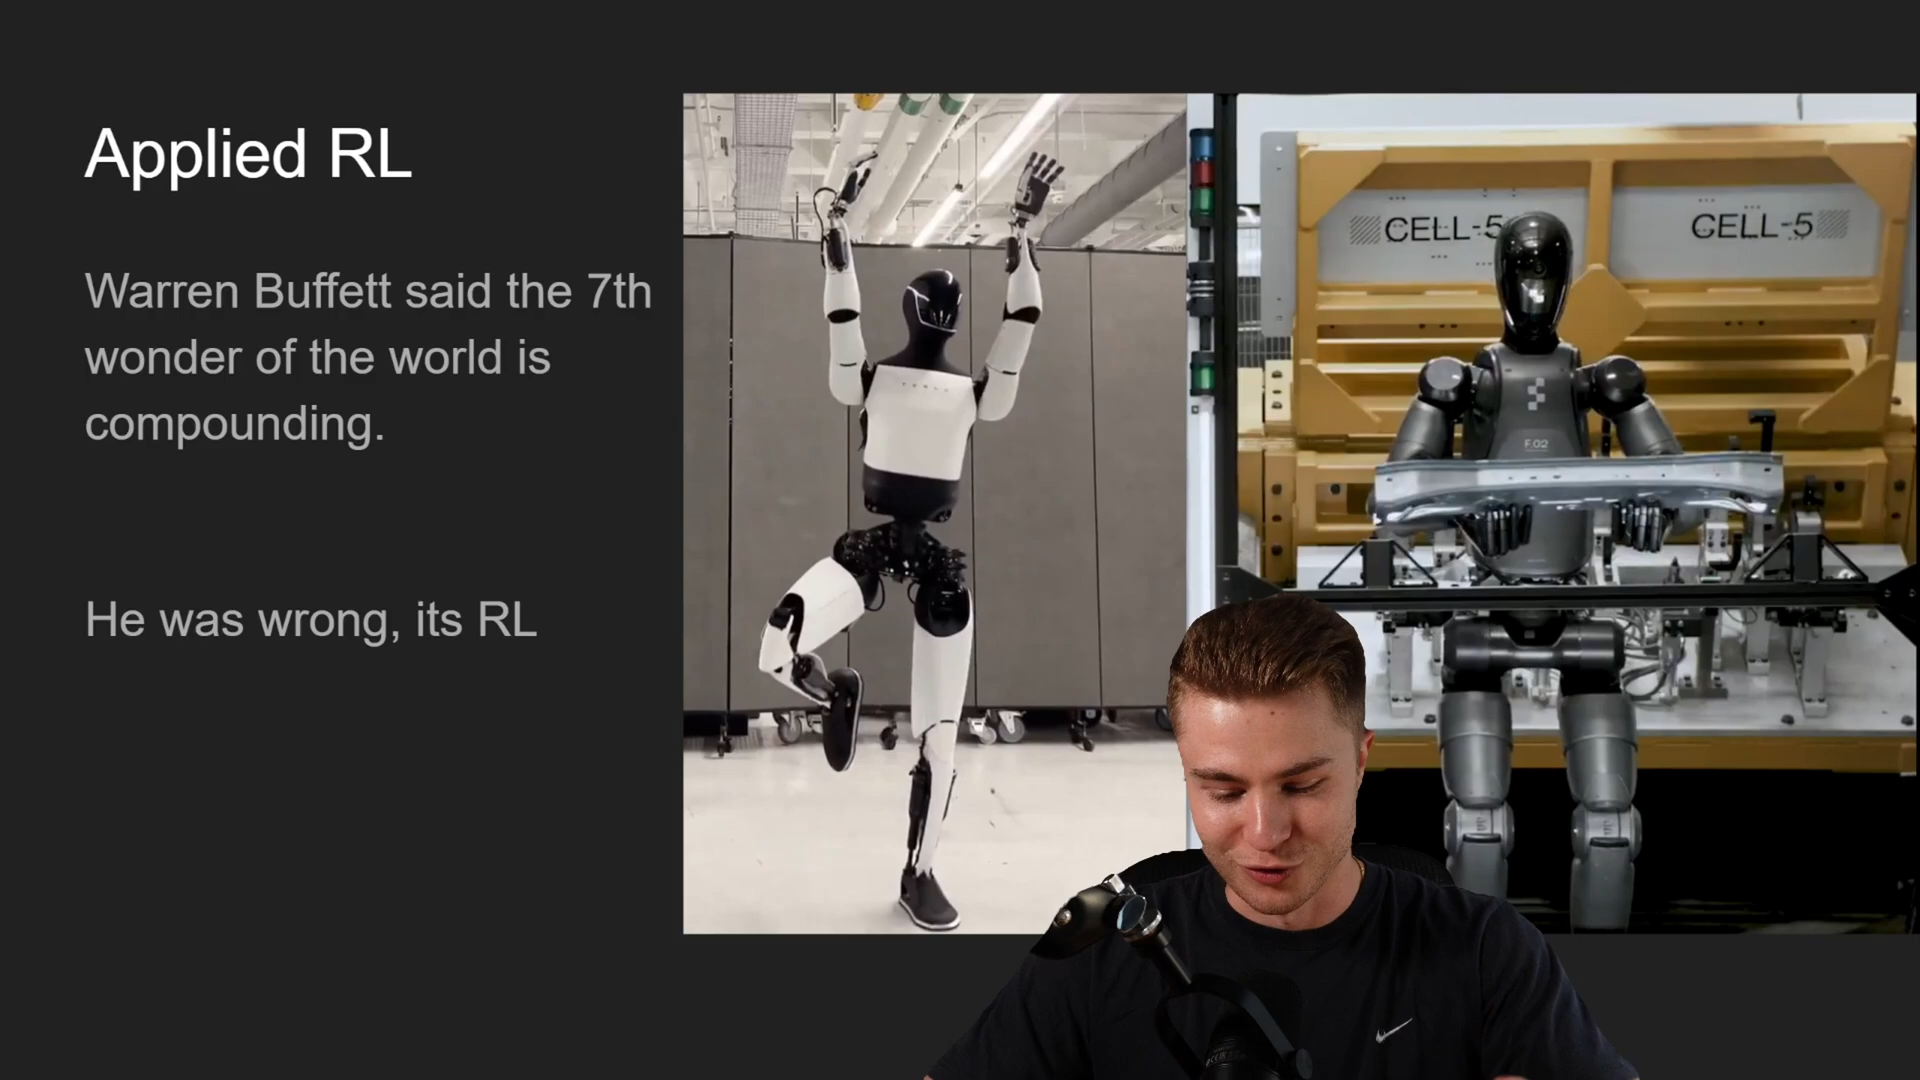 Applied RL
Warren Buffett said the 7th
wonder of the world is
compounding.
He was wrong, its RL
TESLA
CELL-5
CELL-5
F.02